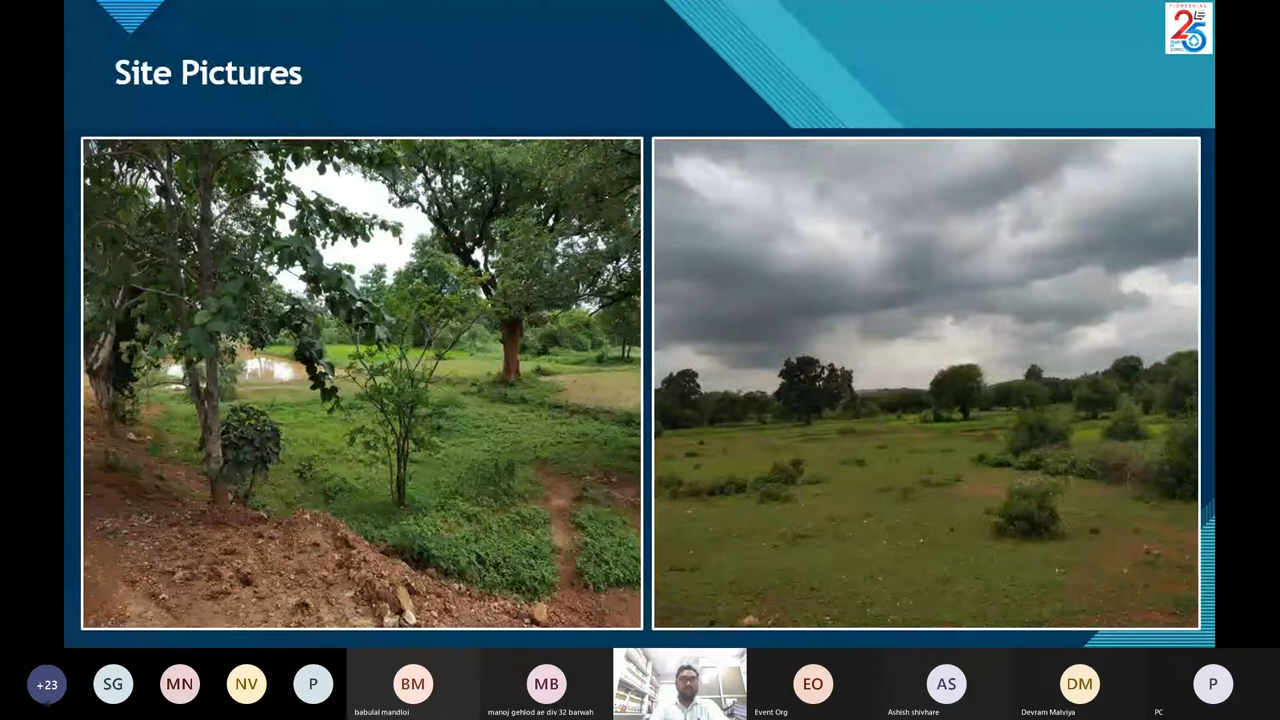 Site Pictures
25
+23
SG
MN
NV
P
BM
MB
EO
AS
DM
P
babulal mandloi
manoj gehlod ae div 32 barwah
Event Org
Ashish shivhare
Devram Malviya
PC